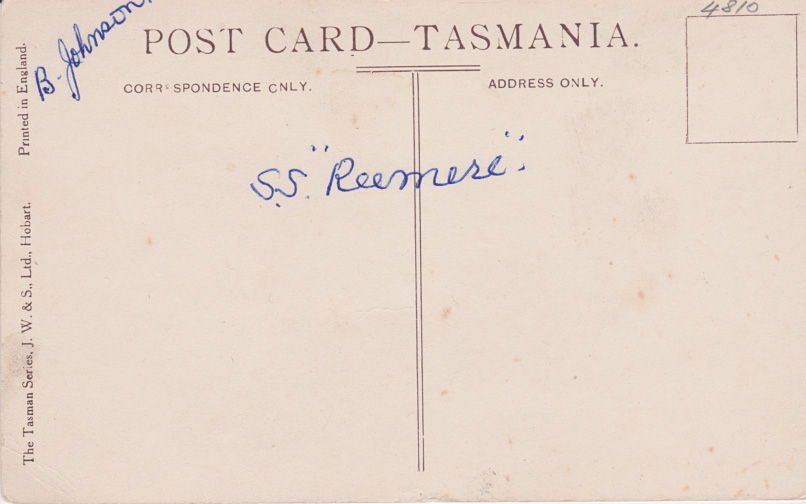 4810
B. Johnson.
POST CARD—TASMANIA.
CORRESPONDENCE ONLY.
ADDRESS ONLY.
S.S. "Reemere".
Printed in England.
The Tasman Series, J. W. & S., Ltd., Hobart.